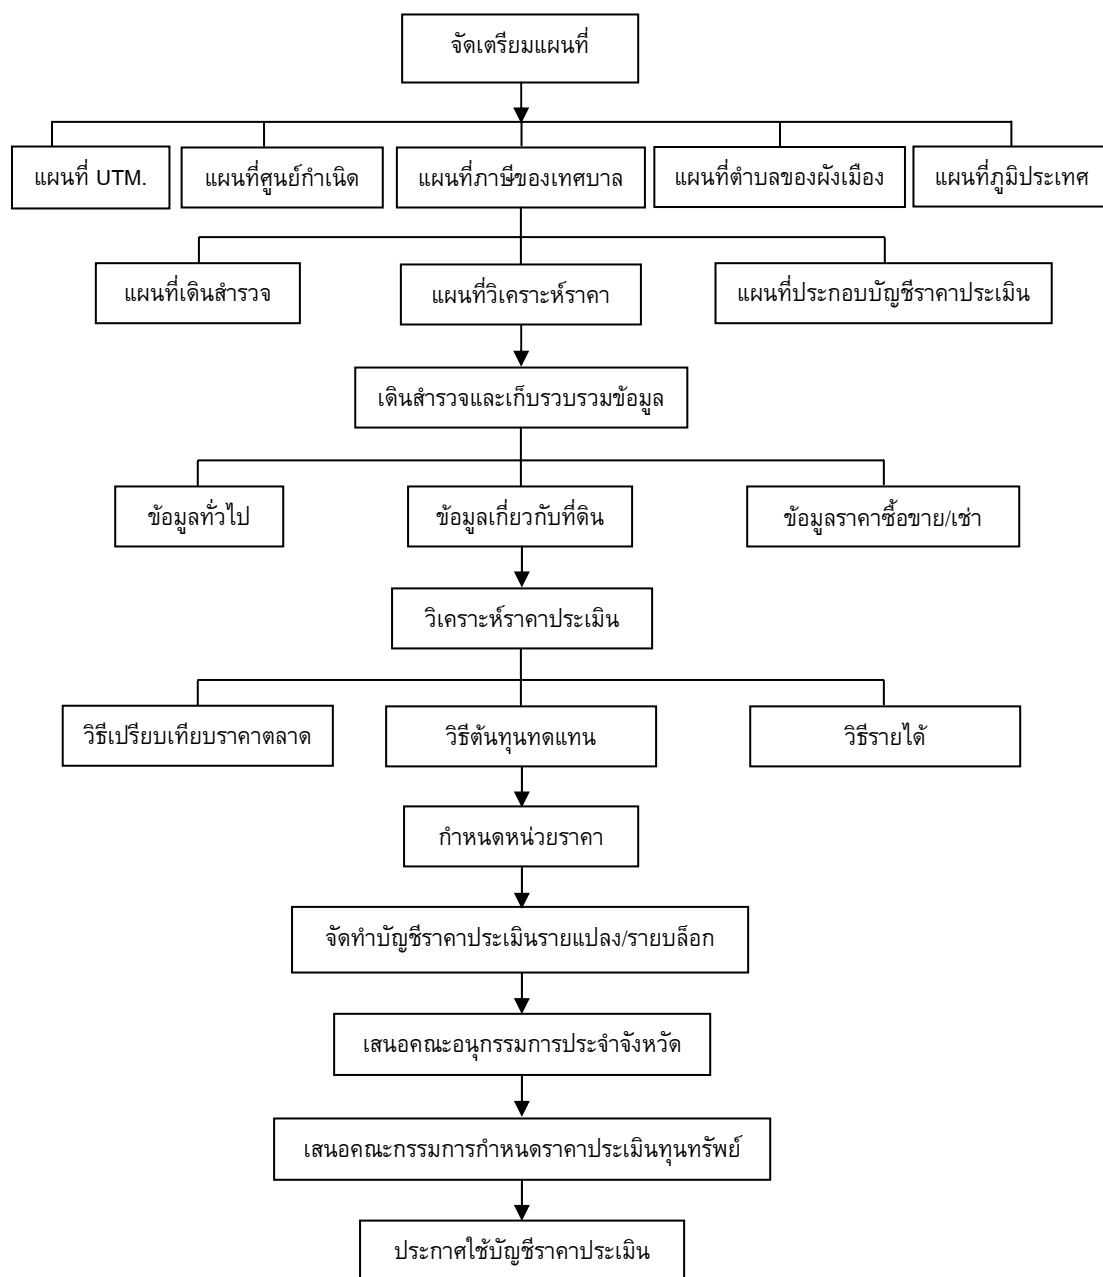 จัดเตรียมแผนที่
แผนที่ UTM.
แผนที่ศูนย์กำเนิด
แผนที่ภาษีของเทศบาล
แผนที่ตำบลของผังเมือง
แผนที่ภูมิประเทศ
แผนที่เดินสำรวจ
แผนที่วิเคราะห์ราคา
แผนที่ประกอบบัญชีราคาประเมิน
เดินสำรวจและเก็บรวบรวมข้อมูล
ข้อมูลทั่วไป
ข้อมูลเกี่ยวกับที่ดิน
ข้อมูลราคาซื้อขาย/เช่า
วิเคราะห์ราคาประเมิน
วิธีเปรียบเทียบราคาตลาด
วิธีต้นทุนทดแทน
วิธีรายได้
กำหนดหน่วยราคา
จัดทำบัญชีราคาประเมินรายแปลง/รายบล็อก
เสนอคณะอนุกรรมการประจำจังหวัด
เสนอคณะกรรมการกำหนดราคาประเมินทุนทรัพย์
ประกาศใช้บัญชีราคาประเมิน